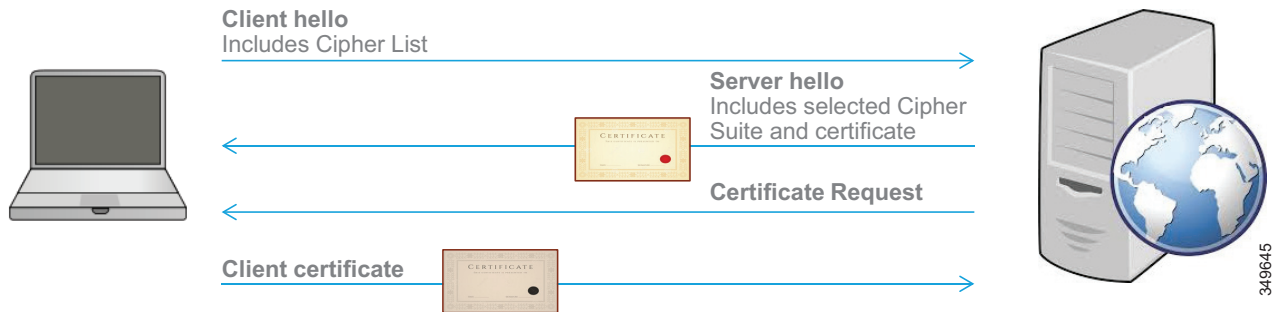 Client hello
Includes Cipher List
Server hello
Includes selected Cipher
Suite and certificate
CERTIFICATE
Certificate Request
Client certificate
CERTIFICATE
349645